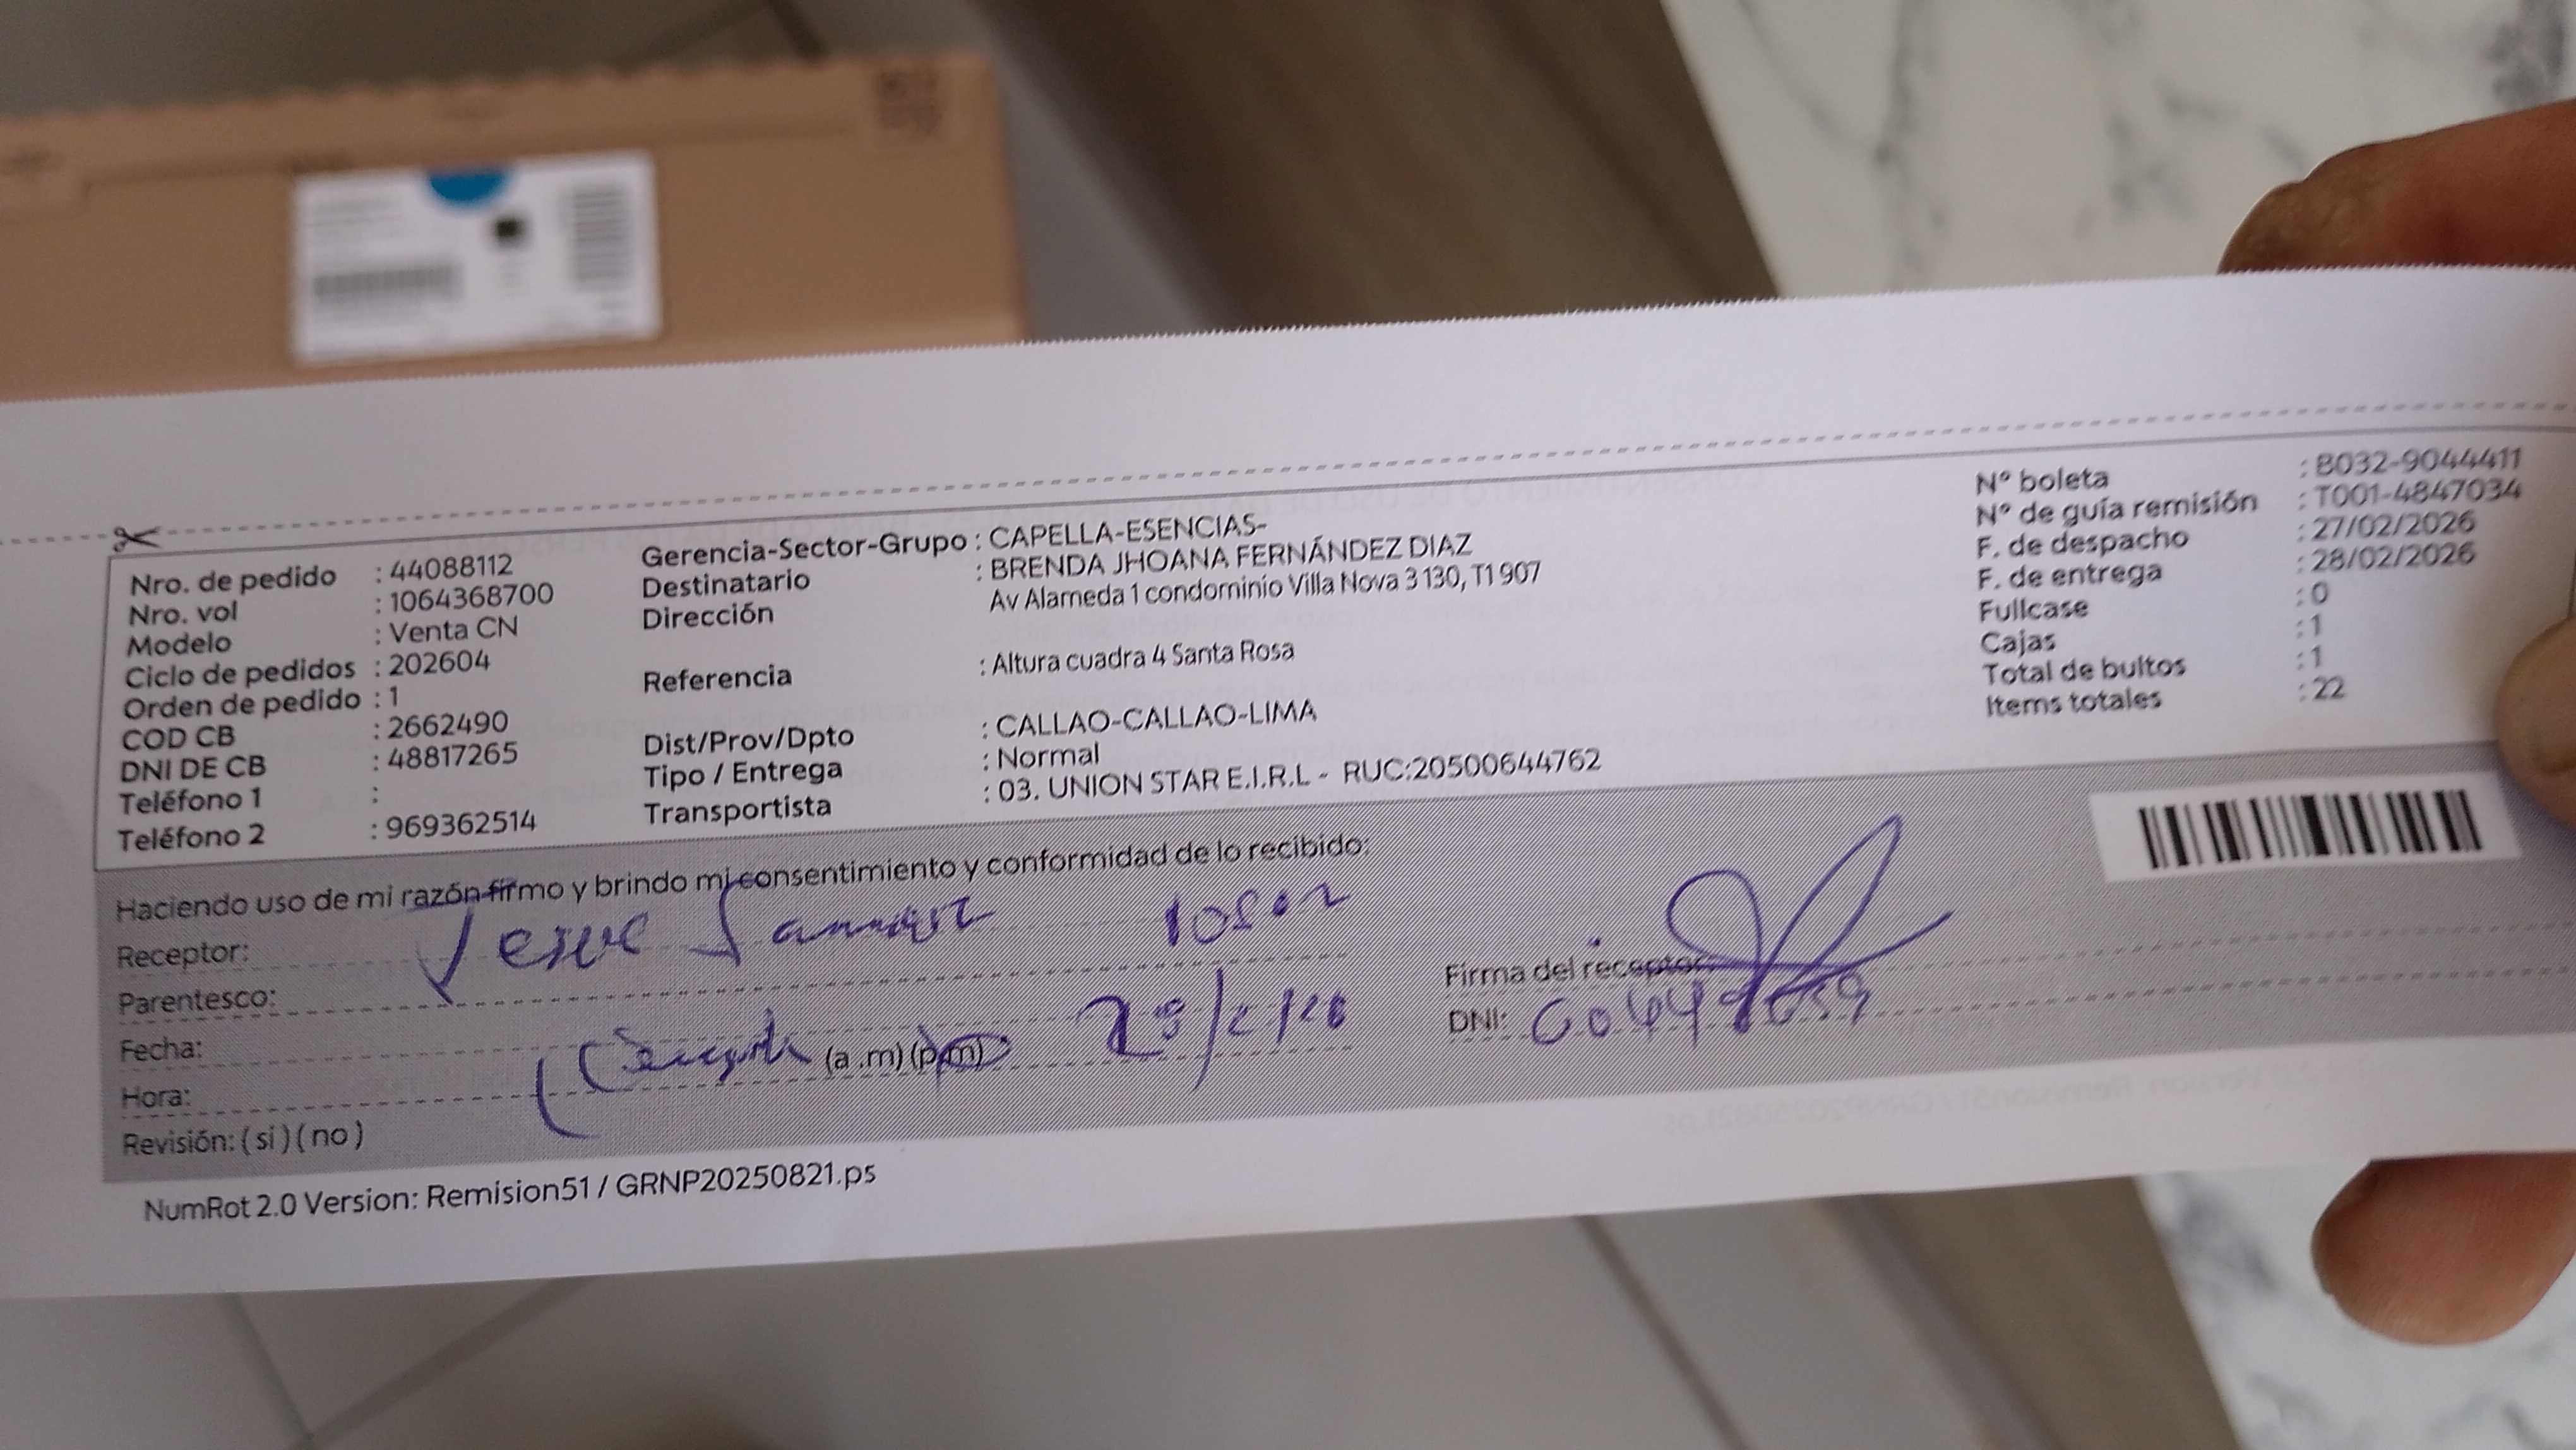 Nro. de pedido : 44088112
Nro. vol : 1064368700
Modelo : Venta CN
Ciclo de pedidos : 202604
Orden de pedido : 1
COD CB : 2662490
DNI DE CB : 48817265
Teléfono 1 :
Teléfono 2 : 969362514
Gerencia-Sector-Grupo : CAPELLA-ESENCIAS-
Destinatario : BRENDA JHOANA FERNÁNDEZ DIAZ
Dirección Av Alameda 1 condominio Villa Nova 3 130, T1 907
Referencia : Altura cuadra 4 Santa Rosa
Dist/Prov/Dpto : CALLAO-CALLAO-LIMA
Tipo / Entrega : Normal
Transportista : 03. UNION STAR E.I.R.L - RUC:20500644762
N° boleta : B032-9044411
N° de guía remisión : T001-4847034
F. de despacho : 27/02/2026
F. de entrega : 28/02/2026
Fullcase : 0
Cajas : 1
Total de bultos : 1
Items totales : 22
Haciendo uso de mi razón firmo y brindo mi consentimiento y conformidad de lo recibido:
Receptor:
Parentesco:
Fecha:
Hora: (a .m) (p.m)
Revisión: ( si ) ( no )
Firma del receptor:
DNI:
NumRot 2.0 Version: Remision51 / GRNP20250821.ps